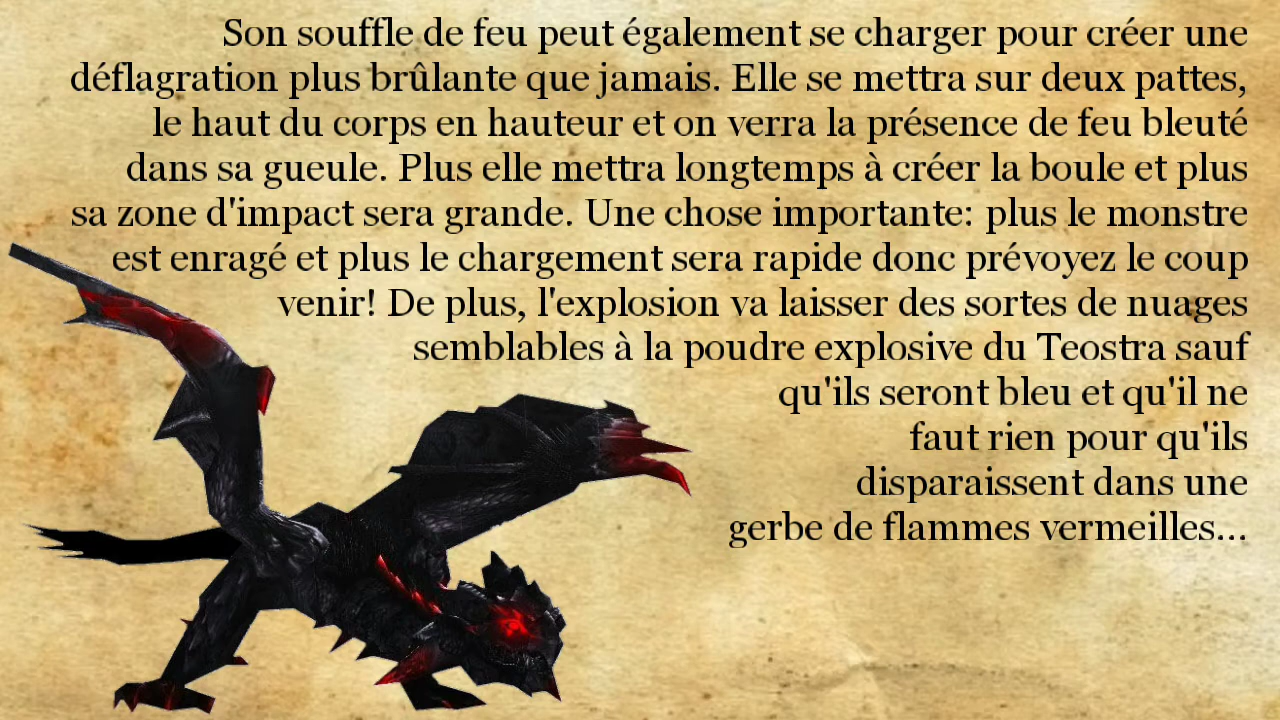 Son souffle de feu peut également se charger pour créer une
déflagration plus brûlante que jamais. Elle se mettra sur deux pattes,
le haut du corps en hauteur et on verra la présence de feu bleuté
dans sa gueule. Plus elle mettra longtemps à créer la boule et plus
sa zone d'impact sera grande. Une chose importante: plus le monstre
est enragé et plus le chargement sera rapide donc prévoyez le coup
venir! De plus, l'explosion va laisser des sortes de nuages
semblables à la poudre explosive du Teostra sauf
qu'ils seront bleu et qu'il ne
faut rien pour qu'ils
disparaissent dans une
gerbe de flammes vermeilles...